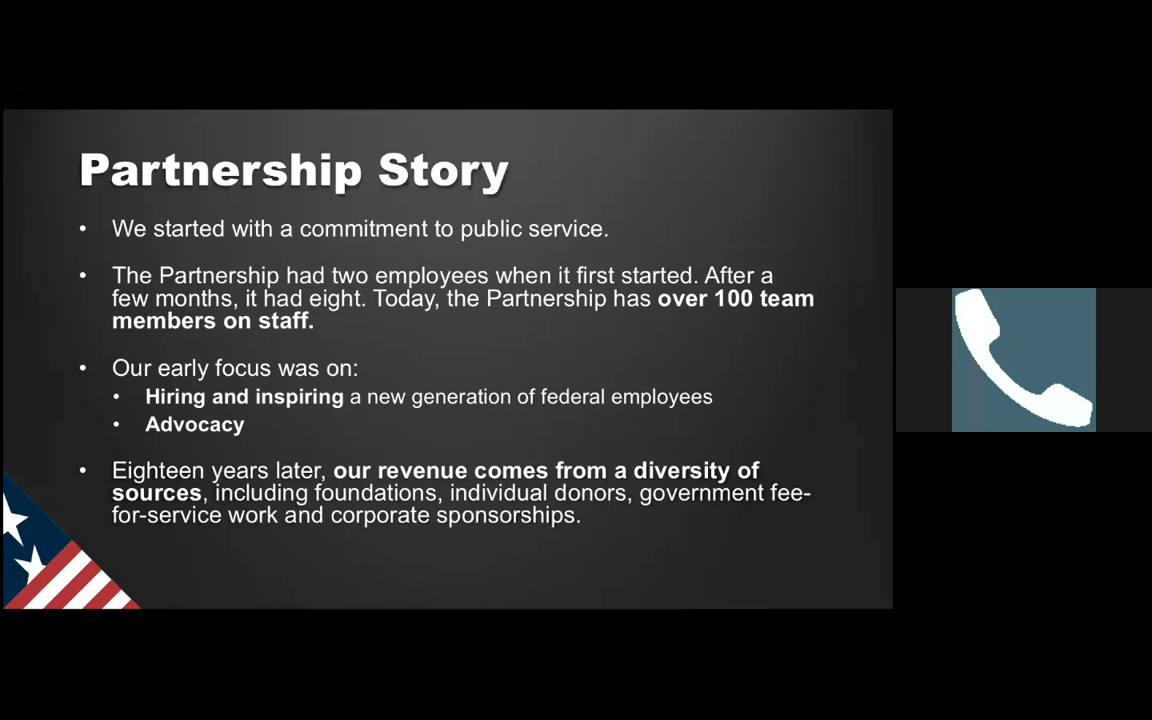 Partnership Story
• We started with a commitment to public service.
• The Partnership had two employees when it first started. After a
few months, it had eight. Today, the Partnership has over 100 team
members on staff.
• Our early focus was on:
• Hiring and inspiring a new generation of federal employees
• Advocacy
• Eighteen years later, our revenue comes from a diversity of
sources, including foundations, individual donors, government fee-
for-service work and corporate sponsorships.